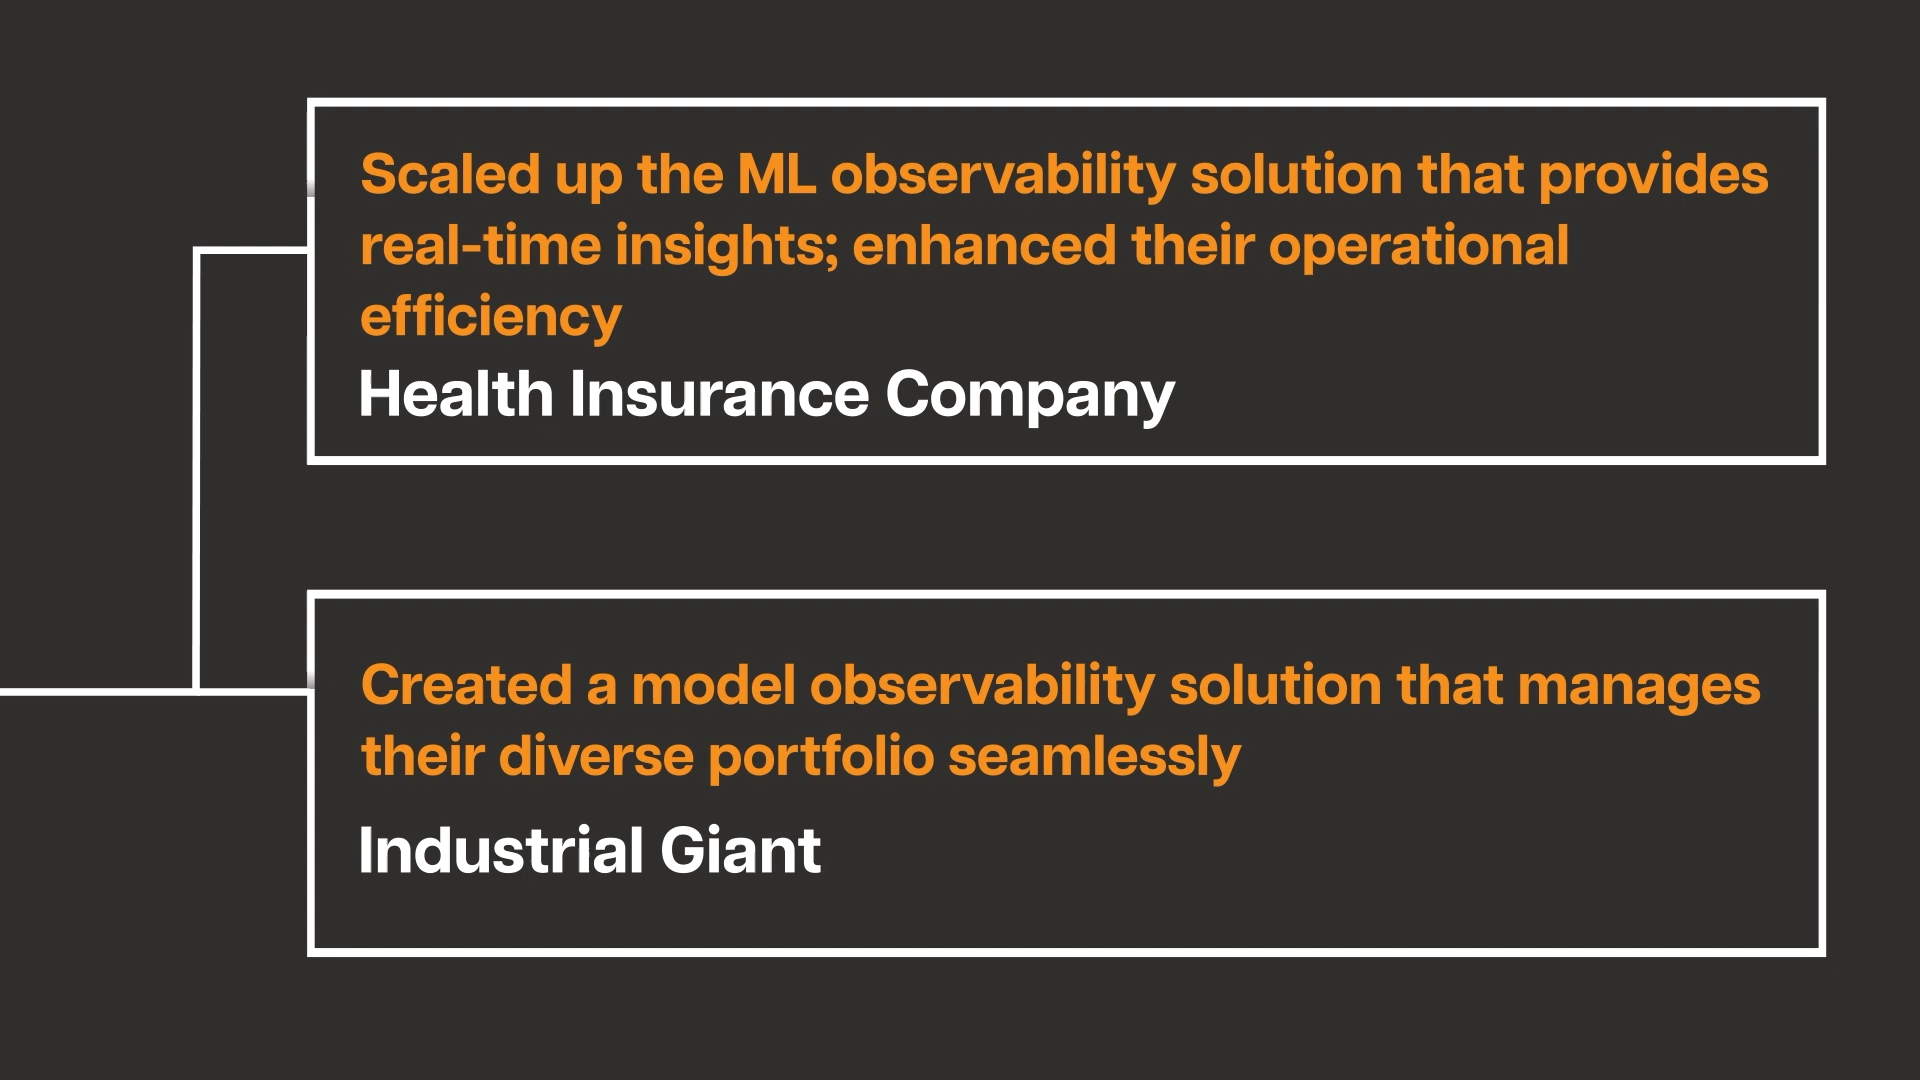 Scaled up the ML observability solution that provides
real-time insights; enhanced their operational
efficiency
Health Insurance Company
Created a model observability solution that manages
their diverse portfolio seamlessly
Industrial Giant